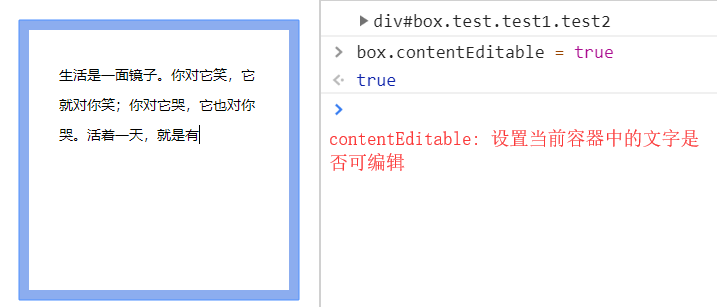 生活是一面镜子。你对它笑，它
就对你笑；你对它哭，它也对你
哭。活着一天，就是有
div#box.test.test1.test2
box.contentEditable = true
true
contentEditable: 设置当前容器中的文字是
否可编辑